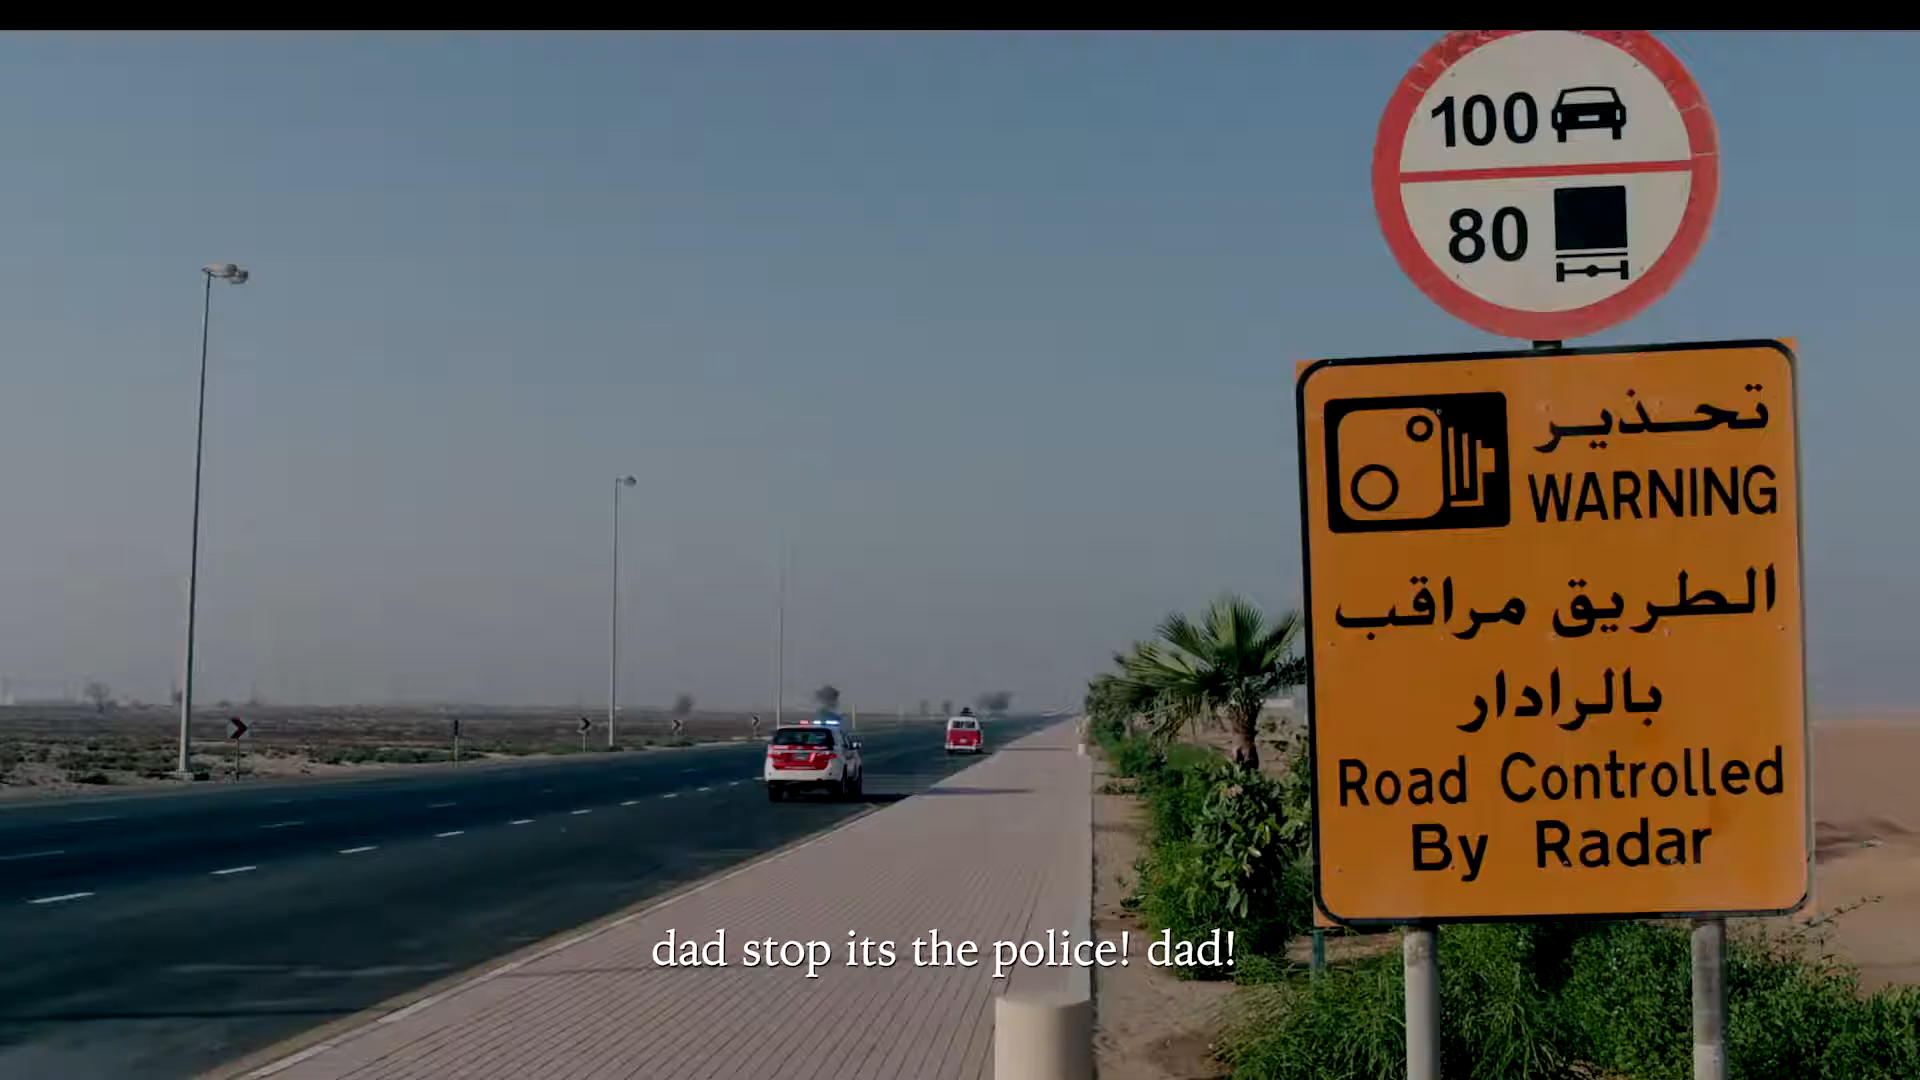 100
80
تحذير
WARNING
الطريق مراقب
بالرادار
Road Controlled
By Radar
dad stop its the police! dad!